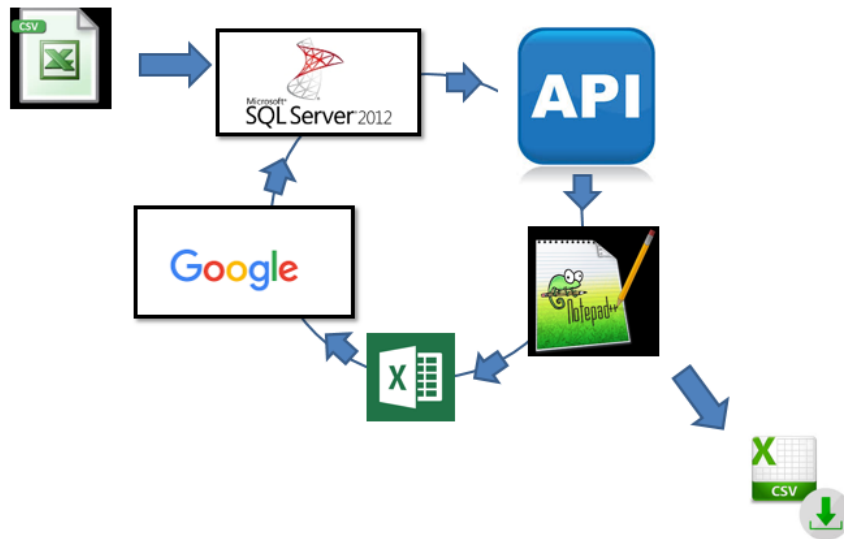 CSV
X
Microsoft®
SQL Server 2012
API
Google
Notepad++
X
X
CSV